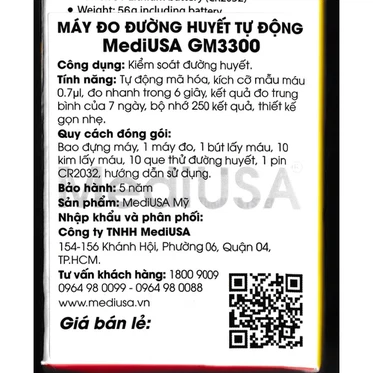 Weight: 56g including battery
MÁY ĐO ĐƯỜNG HUYẾT TỰ ĐỘNG
MediUSA GM3300
Công dụng: Kiểm soát đường huyết.
Tính năng: Tự động mã hóa, kích cỡ mẫu máu
0.7µl, đo nhanh trong 6 giây, kết quả đo trung
bình của 7 ngày, bộ nhớ 250 kết quả, thiết kế
gọn nhẹ.
Quy cách đóng gói:
Bao đựng máy, 1 máy đo, 1 bút lấy máu, 10
kim lấy máu, 10 que thử đường huyết, 1 pin
CR2032, hướng dẫn sử dụng.
Bảo hành: 5 năm
Sản phẩm: MediUSA Mỹ
Nhập khẩu và phân phối:
Công ty TNHH MediUSA
154-156 Khánh Hội, Phường 06, Quận 04,
TP.HCM.
Tư vấn khách hàng: 1800 9009
0964 98 0099 - 0964 98 0088
www.mediusa.vn
Giá bán lẻ:
MediUSA